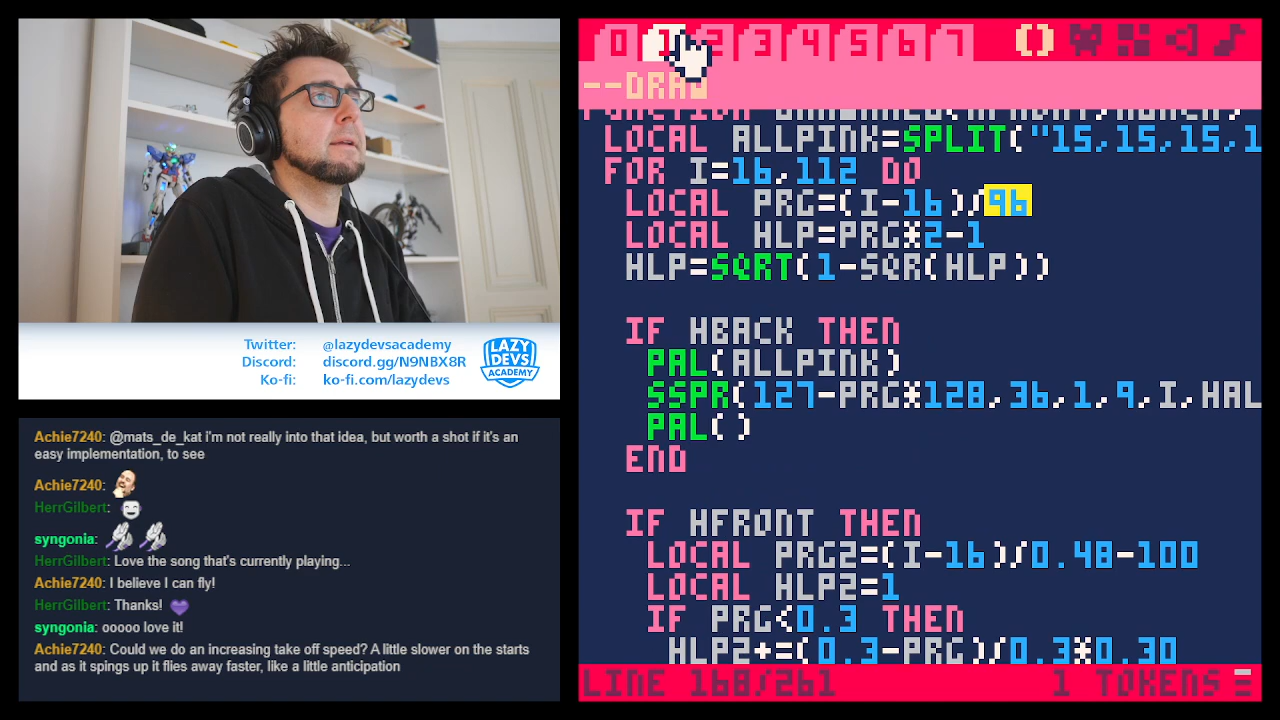 Twitter: @lazydevsacademy
Discord: discord.gg/N9NBX8R
Ko-fi: ko-fi.com/lazydevs
LAZY
DEVS
ACADEMY
Achie7240: @mats_de_kat i'm not really into that idea, but worth a shot if it's an
easy implementation, to see
Achie7240:
HerrGilbert:
syngonia:
HerrGilbert: Love the song that's currently playing...
Achie7240: I believe I can fly!
HerrGilbert: Thanks!
syngonia: ooooo love it!
Achie7240: Could we do an increasing take off speed? A little slower on the starts
and as it spings up it flies away faster, like a little anticipation
0 1 2 3 4 5 6 7 ()
--DRAW
LOCAL ALLPINK=SPLIT("15,15,15,1
FOR I=16,112 DO
LOCAL PRG=(I-16)/96
LOCAL HLP=PRG*2-1
HLP=SQRT(1-SQR(HLP))
IF HBACK THEN
PAL(ALLPINK)
SSPR(127-PRG*128,36,1,9,I,HAL
PAL()
END
IF HFRONT THEN
LOCAL PRG2=(I-16)/0.48-100
LOCAL HLP2=1
IF PRG<0.3 THEN
HLP2+=(0.3-PRG)/0.3*0.30
LINE 168/261 1 TOKENS